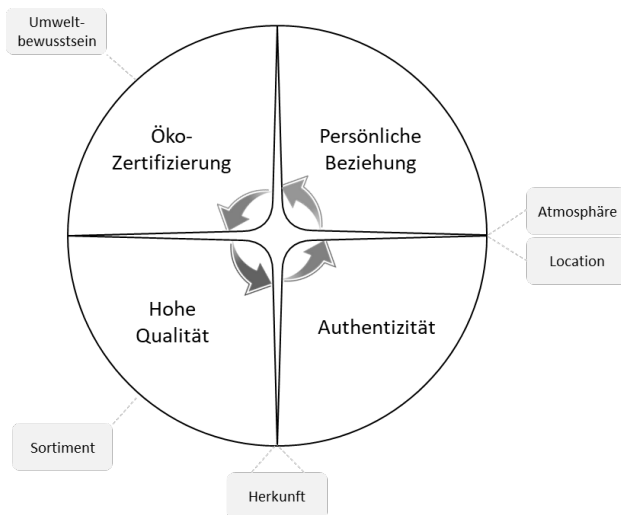 Umwelt-
bewusstsein
Öko-
Zertifizierung
Persönliche
Beziehung
Atmosphäre
Location
Hohe
Qualität
Authentizität
Sortiment
Herkunft